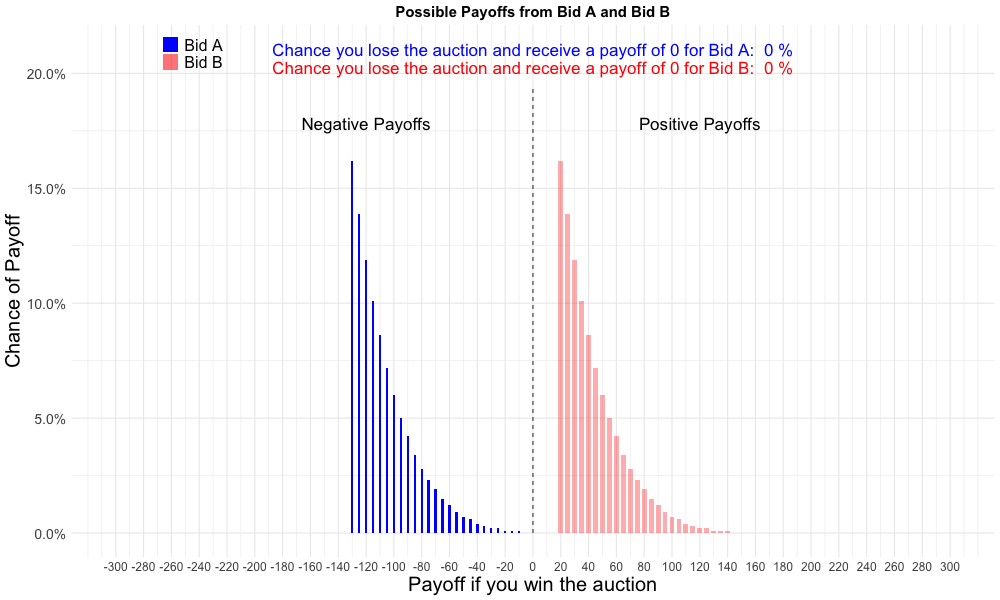 Possible Payoffs from Bid A and Bid B
Bid A
Bid B
Chance you lose the auction and receive a payoff of 0 for Bid A:  0 %
Chance you lose the auction and receive a payoff of 0 for Bid B:  0 %
Negative Payoffs
Positive Payoffs
Chance of Payoff
20.0%
15.0%
10.0%
5.0%
0.0%
-300 -280 -260 -240 -220 -200 -180 -160 -140 -120 -100 -80 -60 -40 -20 0 20 40 60 80 100 120 140 160 180 200 220 240 260 280 300
Payoff if you win the auction